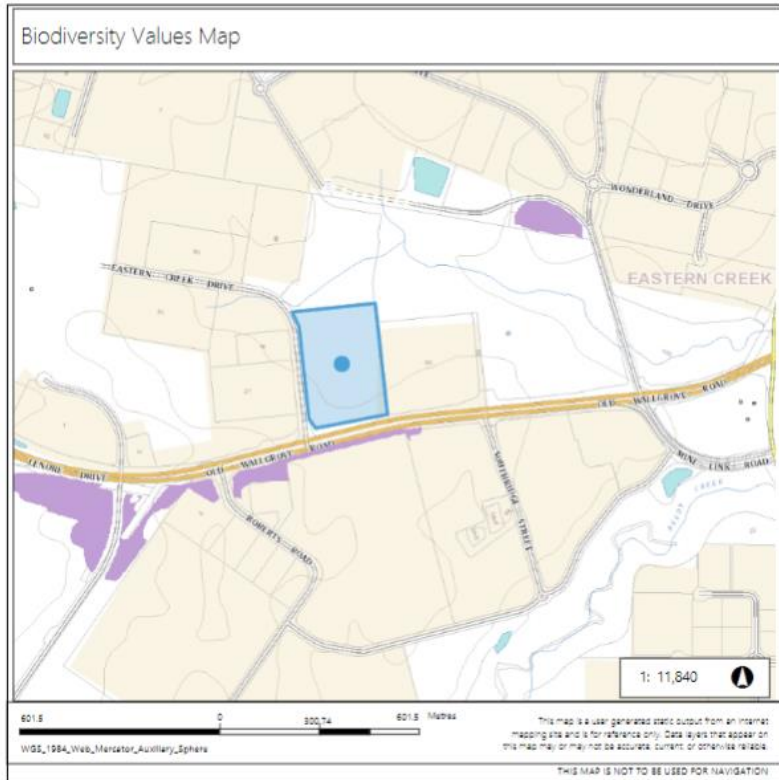 Biodiversity Values Map
WONDERLAND DRIVE
EASTERN CREEK
EASTERN CREEK DRIVE
OLD WALLGROVE ROAD
LENORE DRIVE
OLD WALLGROVE ROAD
MINI LINK ROAD
ROBERTS ROAD
SOUTHRIDGE STREET
REEDY CREEK
1: 11,840
601.5 0 300.74 601.5 Metres
WGS_1984_Web_Mercator_Auxiliary_Sphere
This map is a user generated static output from an Internet
mapping site and is for reference only. Data layers that appear on
this map may or may not be accurate, current, or otherwise reliable.
THIS MAP IS NOT TO BE USED FOR NAVIGATION